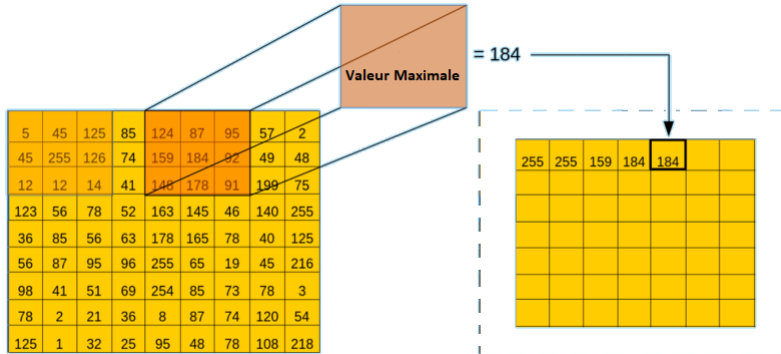 Valeur Maximale
= 184
5 45 125 85 124 87 95 57 2
45 255 126 74 159 184 92 49 48
12 12 14 41 148 178 91 199 75
123 56 78 52 163 145 46 140 255
36 85 56 63 178 165 78 40 125
56 87 95 96 255 65 19 45 216
98 41 51 69 254 85 73 78 3
78 2 21 36 8 87 74 120 54
125 1 32 25 95 48 78 108 218
255 255 159 184 184